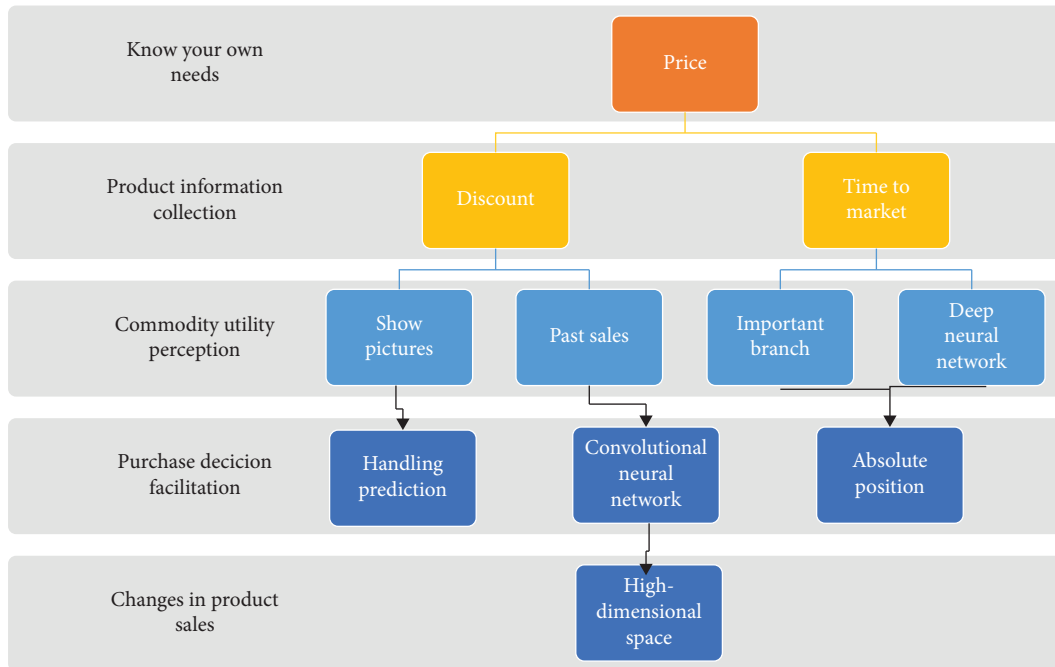 Know your own
needs
Price
Product information
collection
Discount
Time to
market
Commodity utility
perception
Show
pictures
Past sales
Important
branch
Deep
neural
network
Purchase decicion
facilitation
Handling
prediction
Convolutional
neural
network
Absolute
position
Changes in product
sales
High-
dimensional
space